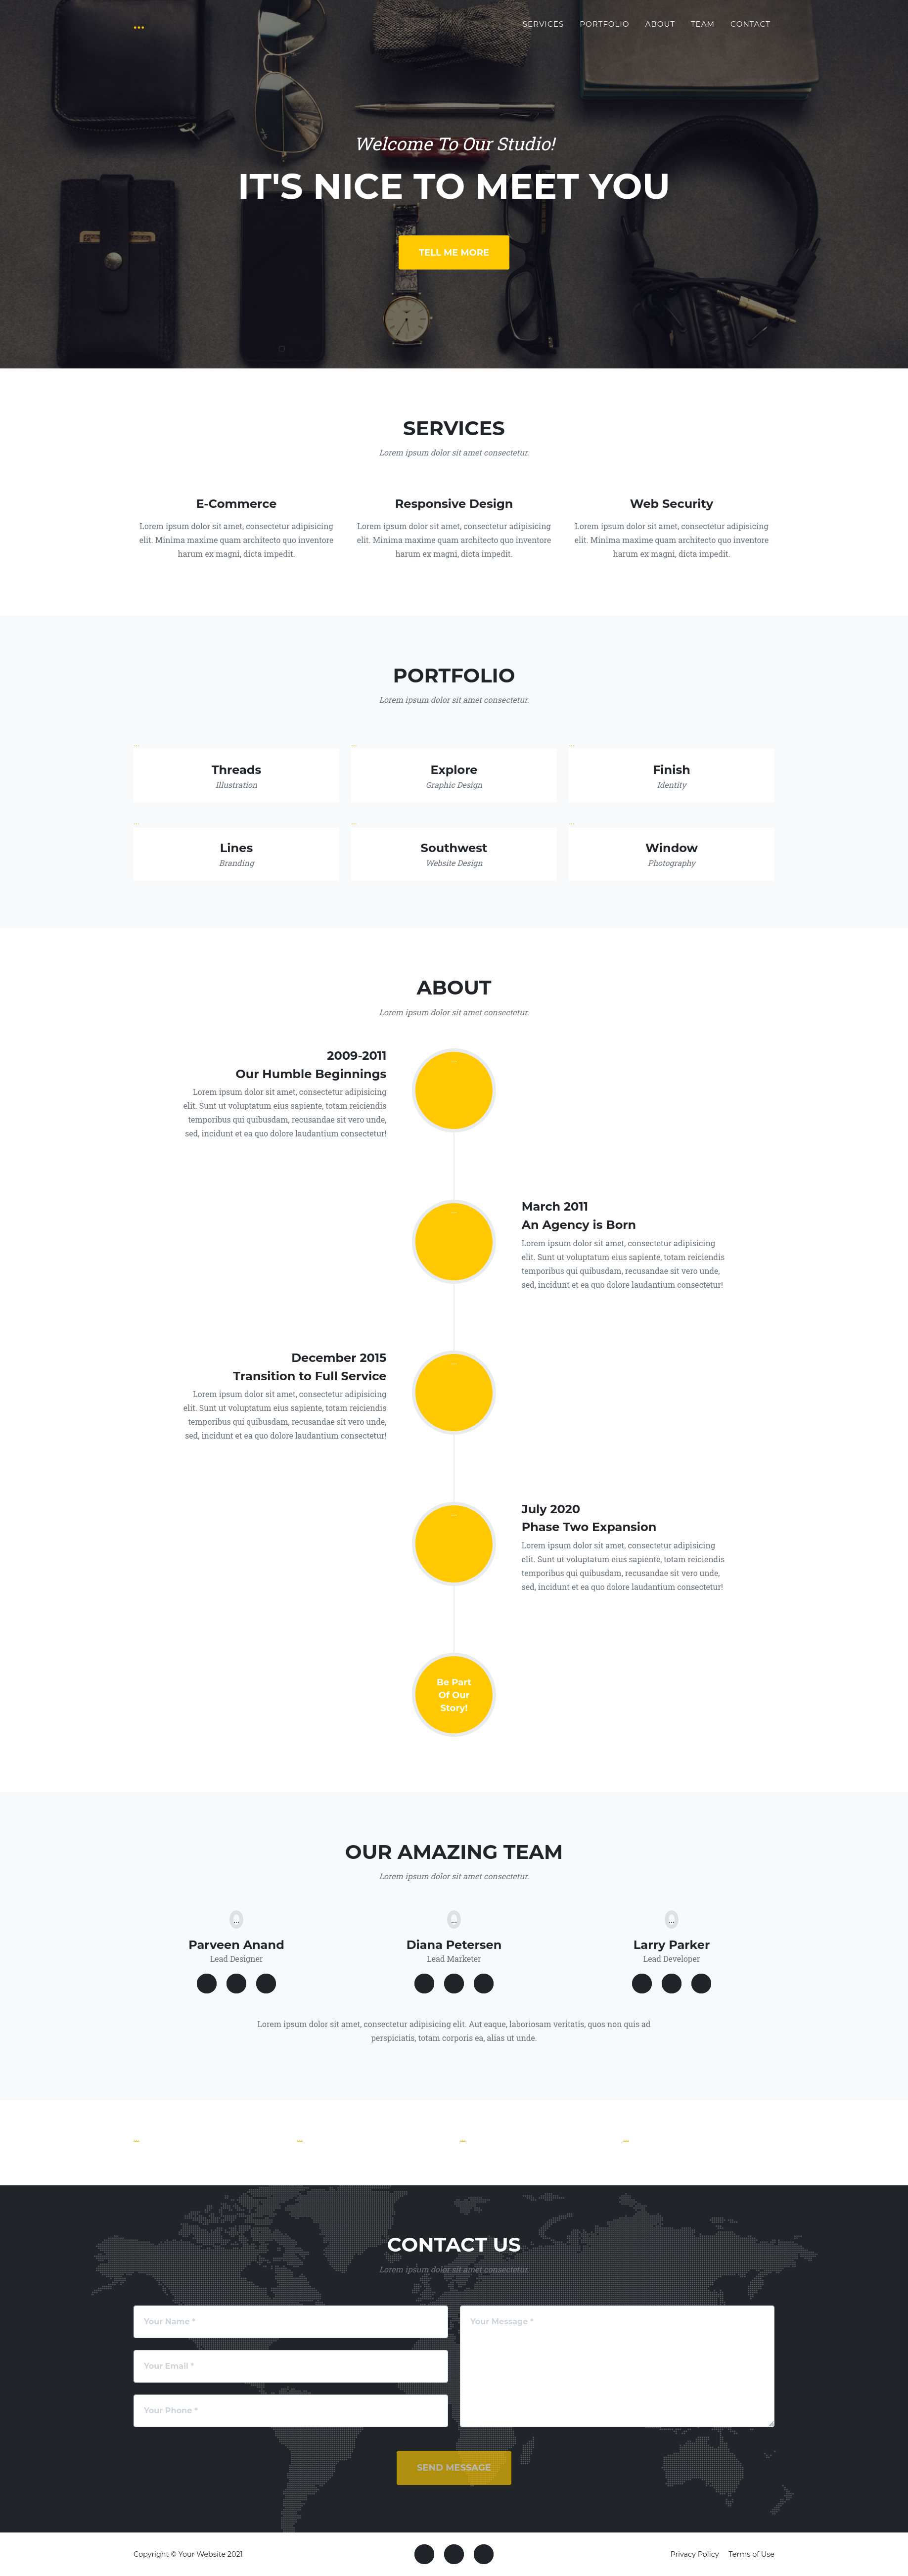 ...
SERVICES PORTFOLIO ABOUT TEAM CONTACT
Welcome To Our Studio!
IT'S NICE TO MEET YOU
TELL ME MORE
SERVICES
Lorem ipsum dolor sit amet consectetur.
E-Commerce
Lorem ipsum dolor sit amet, consectetur adipisicing
elit. Minima maxime quam architecto quo inventore
harum ex magni, dicta impedit.
Responsive Design
Lorem ipsum dolor sit amet, consectetur adipisicing
elit. Minima maxime quam architecto quo inventore
harum ex magni, dicta impedit.
Web Security
Lorem ipsum dolor sit amet, consectetur adipisicing
elit. Minima maxime quam architecto quo inventore
harum ex magni, dicta impedit.
PORTFOLIO
Lorem ipsum dolor sit amet consectetur.
...
Threads
Illustration
...
Explore
Graphic Design
...
Finish
Identity
...
Lines
Branding
...
Southwest
Website Design
...
Window
Photography
ABOUT
Lorem ipsum dolor sit amet consectetur.
2009-2011
Our Humble Beginnings
Lorem ipsum dolor sit amet, consectetur adipisicing
elit. Sunt ut voluptatum eius sapiente, totam reiciendis
temporibus qui quibusdam, recusandae sit vero unde,
sed, incidunt et ea quo dolore laudantium consectetur!
...
March 2011
An Agency is Born
Lorem ipsum dolor sit amet, consectetur adipisicing
elit. Sunt ut voluptatum eius sapiente, totam reiciendis
temporibus qui quibusdam, recusandae sit vero unde,
sed, incidunt et ea quo dolore laudantium consectetur!
...
December 2015
Transition to Full Service
Lorem ipsum dolor sit amet, consectetur adipisicing
elit. Sunt ut voluptatum eius sapiente, totam reiciendis
temporibus qui quibusdam, recusandae sit vero unde,
sed, incidunt et ea quo dolore laudantium consectetur!
...
July 2020
Phase Two Expansion
Lorem ipsum dolor sit amet, consectetur adipisicing
elit. Sunt ut voluptatum eius sapiente, totam reiciendis
temporibus qui quibusdam, recusandae sit vero unde,
sed, incidunt et ea quo dolore laudantium consectetur!
...
Be Part
Of Our
Story!
OUR AMAZING TEAM
Lorem ipsum dolor sit amet consectetur.
...
Parveen Anand
Lead Designer
...
Diana Petersen
Lead Marketer
...
Larry Parker
Lead Developer
Lorem ipsum dolor sit amet, consectetur adipisicing elit. Aut eaque, laboriosam veritatis, quos non quis ad
perspiciatis, totam corporis ea, alias ut unde.
... ... ... ...
CONTACT US
Lorem ipsum dolor sit amet consectetur.
Your Name *
Your Email *
Your Phone *
Your Message *
SEND MESSAGE
Copyright © Your Website 2021
Privacy Policy Terms of Use